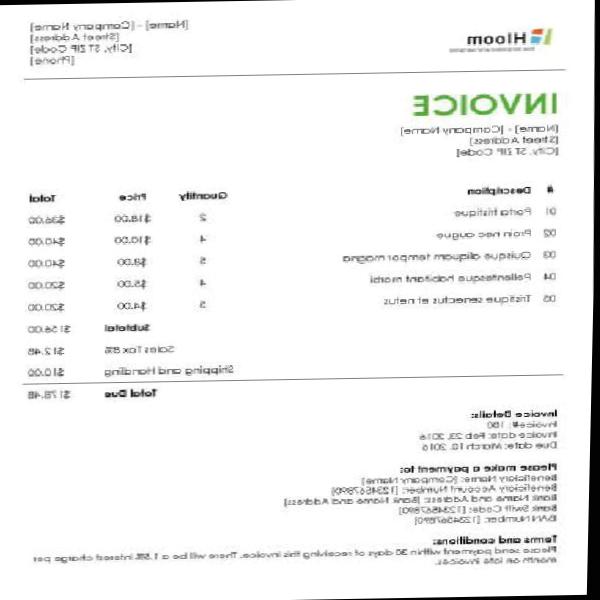 Hloom
[Name] - [Company Name]
[Street Address]
[City, ST ZIP Code]
[Phone]
INVOICE
[Name] - [Company Name]
[Street Address]
[City, ST ZIP Code]
# Description Quantity Price Total
01 Porta tristique 2 $18.00 $36.00
02 Proin nec augue 4 $10.00 $40.00
03 Quisque aliquam tempor magna 5 $8.00 $40.00
04 Pellentesque habitant morbi 4 $5.00 $20.00
05 Tristique senectus et netus 5 $4.00 $20.00
Subtotal $156.00
Sales Tax 8% $12.48
Shipping and Handling $10.00
Total Due $178.48
Invoice Details:
Invoice#: 100
Invoice date: Feb 23, 2016
Due date: March 10, 2016
Please make a payment to:
Beneficiary Name: [Company Name]
Beneficiary Account Number: [1234567890]
Bank Name and Address: [Bank Name and Address]
Bank Swift Code: [1234567890]
IBAN Number: [1234567890]
Terms and conditions:
Please send payment within 30 days of receiving this invoice. There will be a 1.5% interest charge per
month on late invoices.